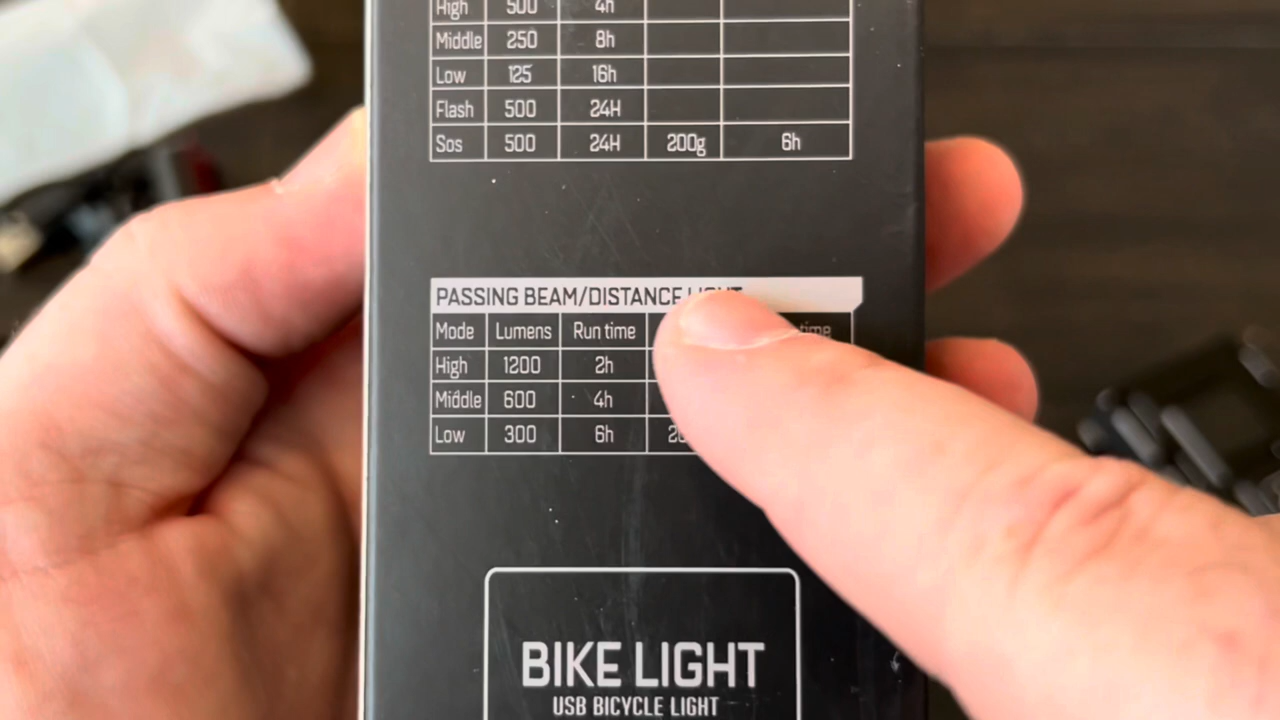 High 500 4h
Middle 250 8h
Low 125 16h
Flash 500 24H
Sos 500 24H 200g 6h
PASSING BEAM/DISTANCE LIGHT
Mode Lumens Run time time
High 1200 2h
Middle 600 4h
Low 300 6h
BIKE LIGHT
USB BICYCLE LIGHT